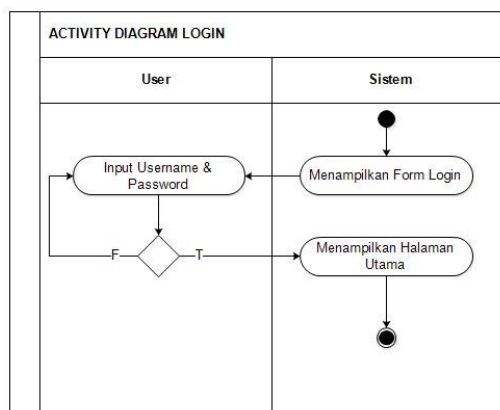 ACTIVITY DIAGRAM LOGIN
User
Sistem
Menampilkan Form Login
Input Username &
Password
F
T
Menampilkan Halaman
Utama